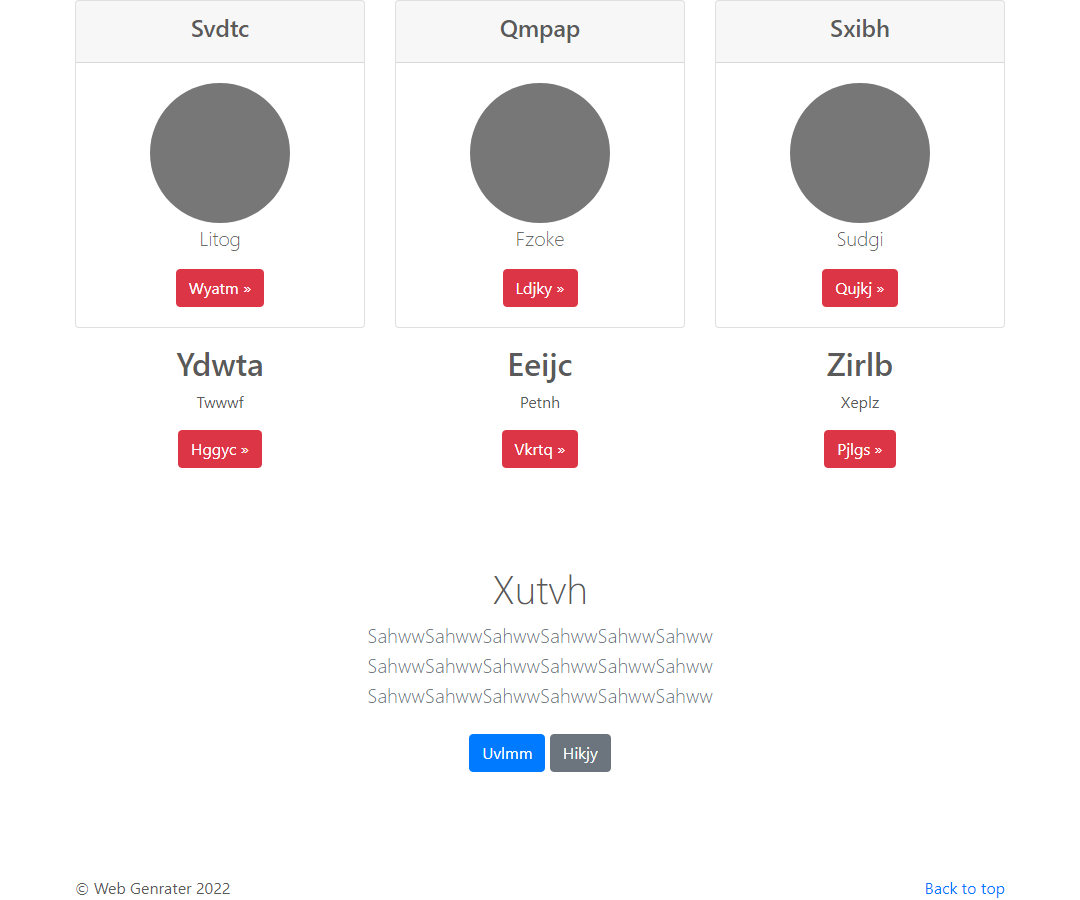 Svdtc
Qmpap
Sxibh
Litog
Fzoke
Sudgi
Wyatm »
Ldjky »
Qujkj »
Ydwta
Eeijc
Zirlb
Twwwf
Petnh
Xeplz
Hggyc »
Vkrtq »
Pjlgs »
Xutvh
SahwwSahwwSahwwSahwwSahwwSahww
SahwwSahwwSahwwSahwwSahwwSahww
SahwwSahwwSahwwSahwwSahwwSahww
Uvlmm Hikjy
© Web Genrater 2022
Back to top